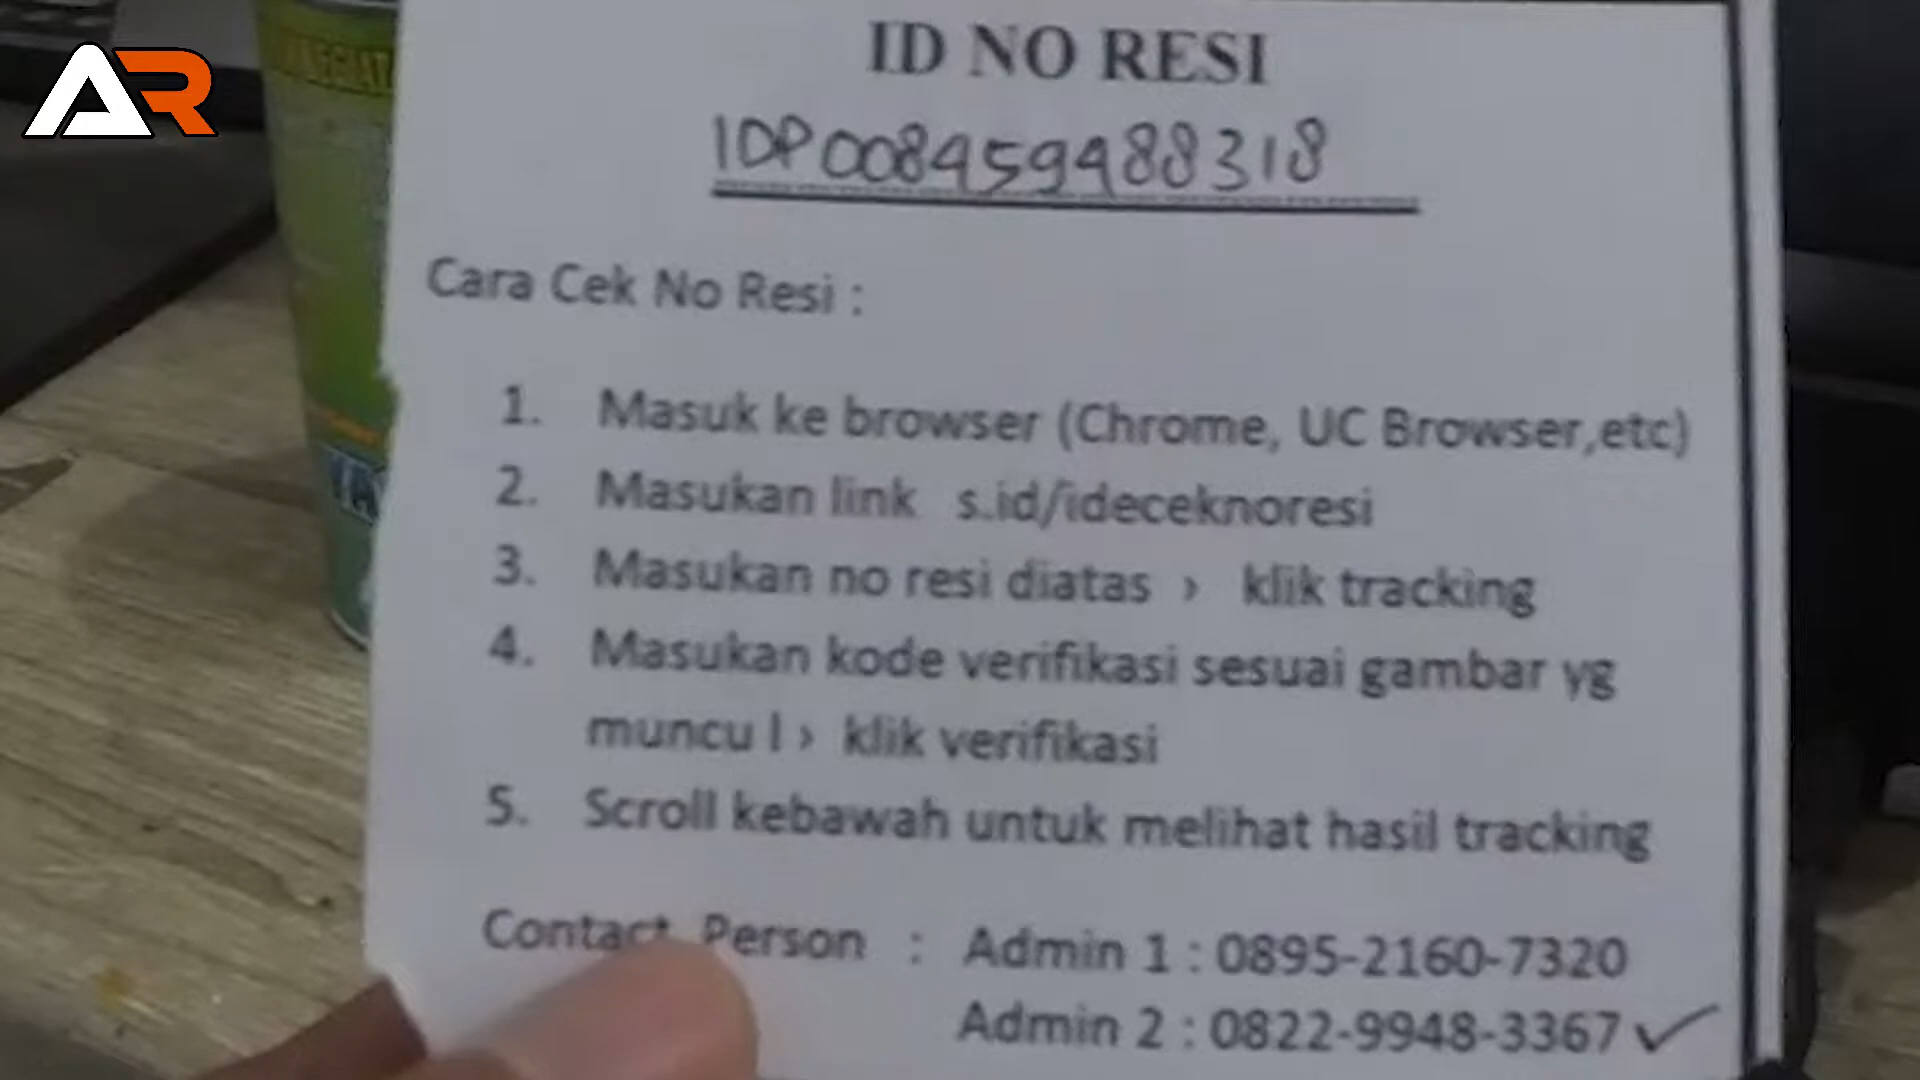 AR
ID NO RESI
IDP008459488318
Cara Cek No Resi :
1. Masuk ke browser (Chrome, UC Browser,etc)
2. Masukan link s.id/ideceknoresi
3. Masukan no resi diatas › klik tracking
4. Masukan kode verifikasi sesuai gambar yg
muncu l › klik verifikasi
5. Scroll kebawah untuk melihat hasil tracking
Contact Person : Admin 1 : 0895-2160-7320
Admin 2 : 0822-9948-3367